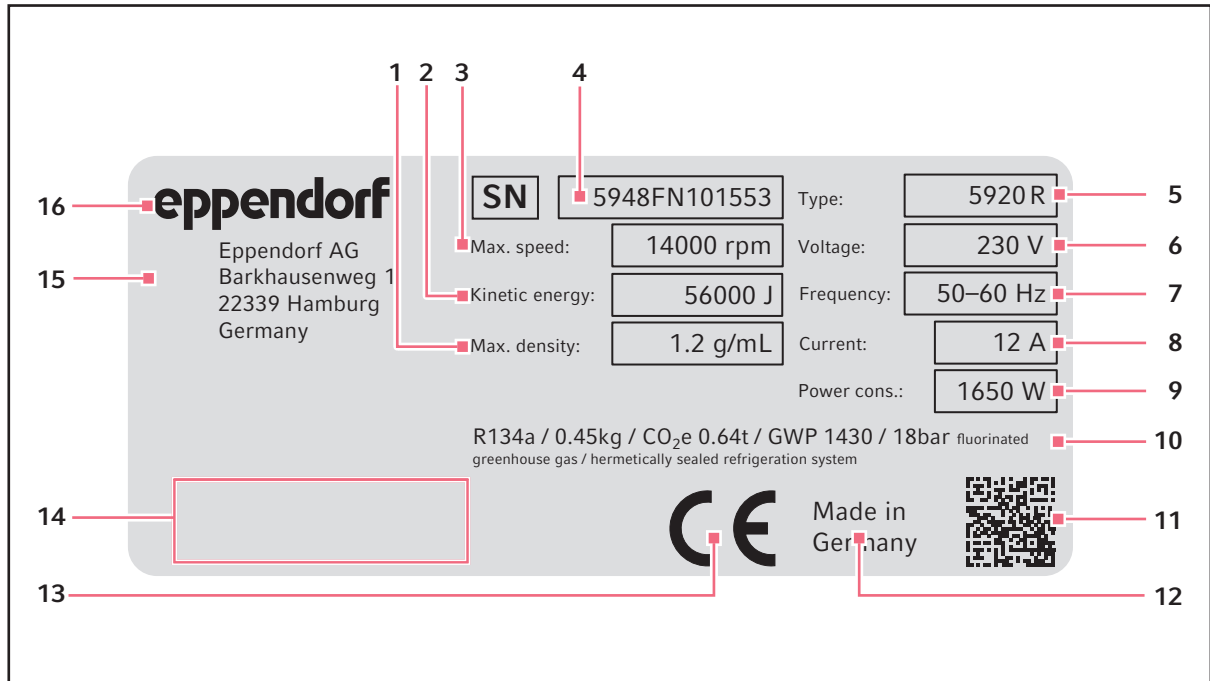 1 2 3 4
16 eppendorf SN 5948FN101553 Type: 5920 R 5
Max. speed: 14000 rpm Voltage: 230 V 6
15 Eppendorf AG
Barkhausenweg 1
22339 Hamburg
Germany
Kinetic energy: 56000 J Frequency: 50–60 Hz 7
Max. density: 1.2 g/mL Current: 12 A 8
Power cons.: 1650 W 9
R134a / 0.45kg / CO₂e 0.64t / GWP 1430 / 18bar fluorinated 10
greenhouse gas / hermetically sealed refrigeration system
14 CE Made in 11
Germany
13 12